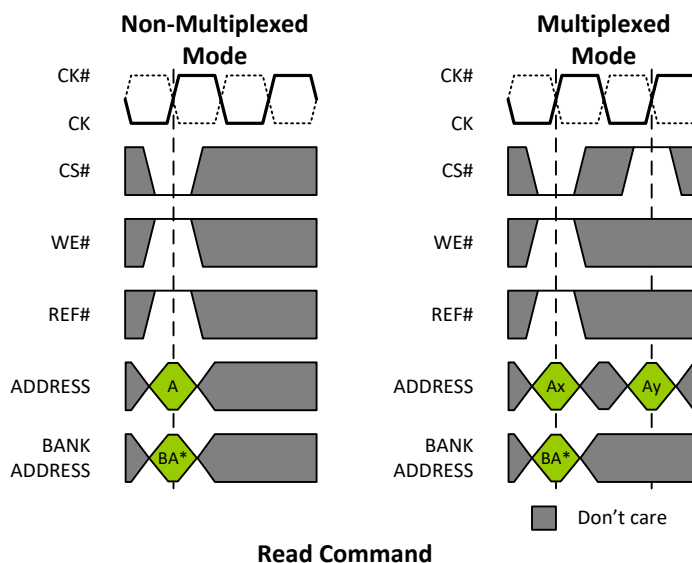 Non-Multiplexed
Mode
CK#
CK
CS#
WE#
REF#
ADDRESS
A
BANK
ADDRESS
BA*
Multiplexed
Mode
CK#
CK
CS#
WE#
REF#
ADDRESS
Ax
Ay
BANK
ADDRESS
BA*
Don't care
Read Command